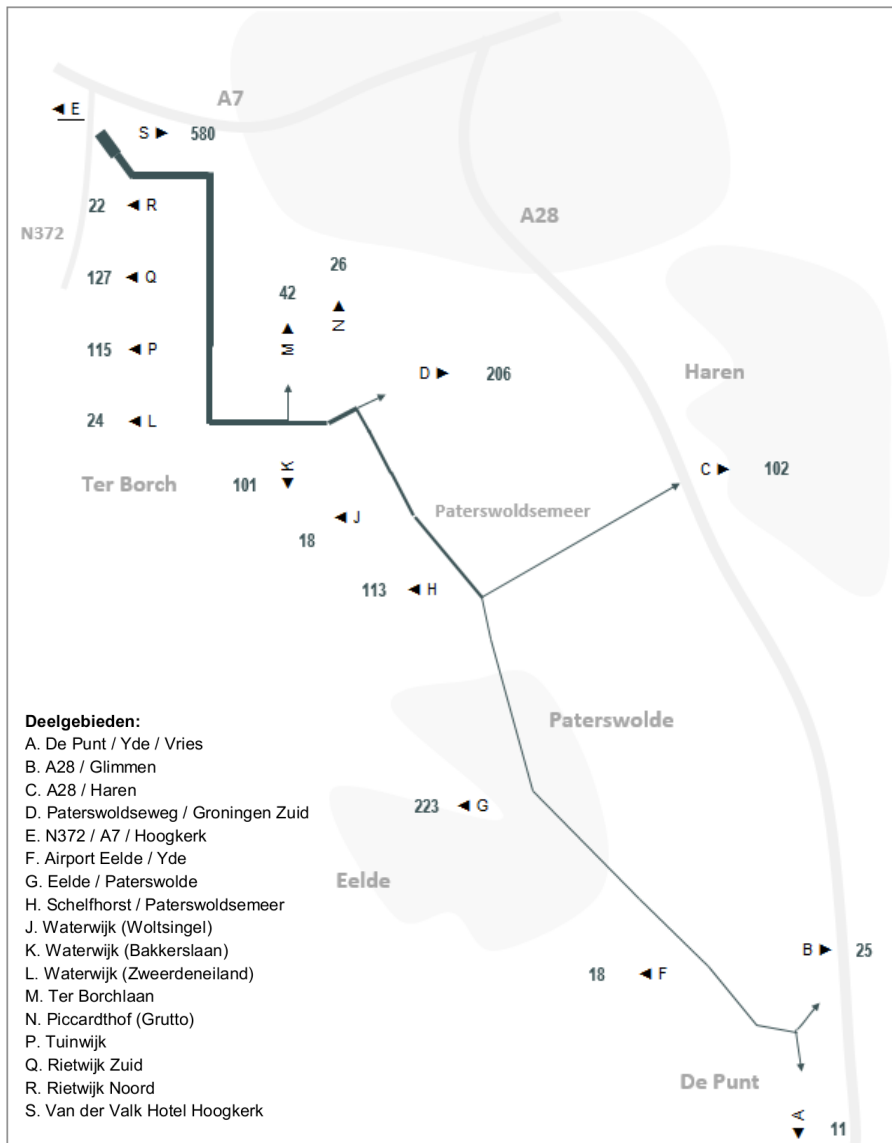 A7
◄ E
S ► 580
22 ◄ R
N372
A28
26
127 ◄ Q
42
N ►
M ►
115 ◄ P
D ► 206
Haren
24 ◄ L
C ► 102
Ter Borch
101
K ◄
Paterswoldsemeer
◄ J
18
113 ◄ H
Deelgebieden:
A. De Punt / Yde / Vries
B. A28 / Glimmen
C. A28 / Haren
D. Paterswoldseweg / Groningen Zuid
E. N372 / A7 / Hoogkerk
F. Airport Eelde / Yde
G. Eelde / Paterswolde
H. Schelfhorst / Paterswoldsemeer
J. Waterwijk (Woltsingel)
K. Waterwijk (Bakkerslaan)
L. Waterwijk (Zweerdeneiland)
M. Ter Borchlaan
N. Piccardthof (Grutto)
P. Tuinwijk
Q. Rietwijk Zuid
R. Rietwijk Noord
S. Van der Valk Hotel Hoogkerk
Paterswolde
223 ◄ G
Eelde
B ► 25
18 ◄ F
De Punt
A ◄
11